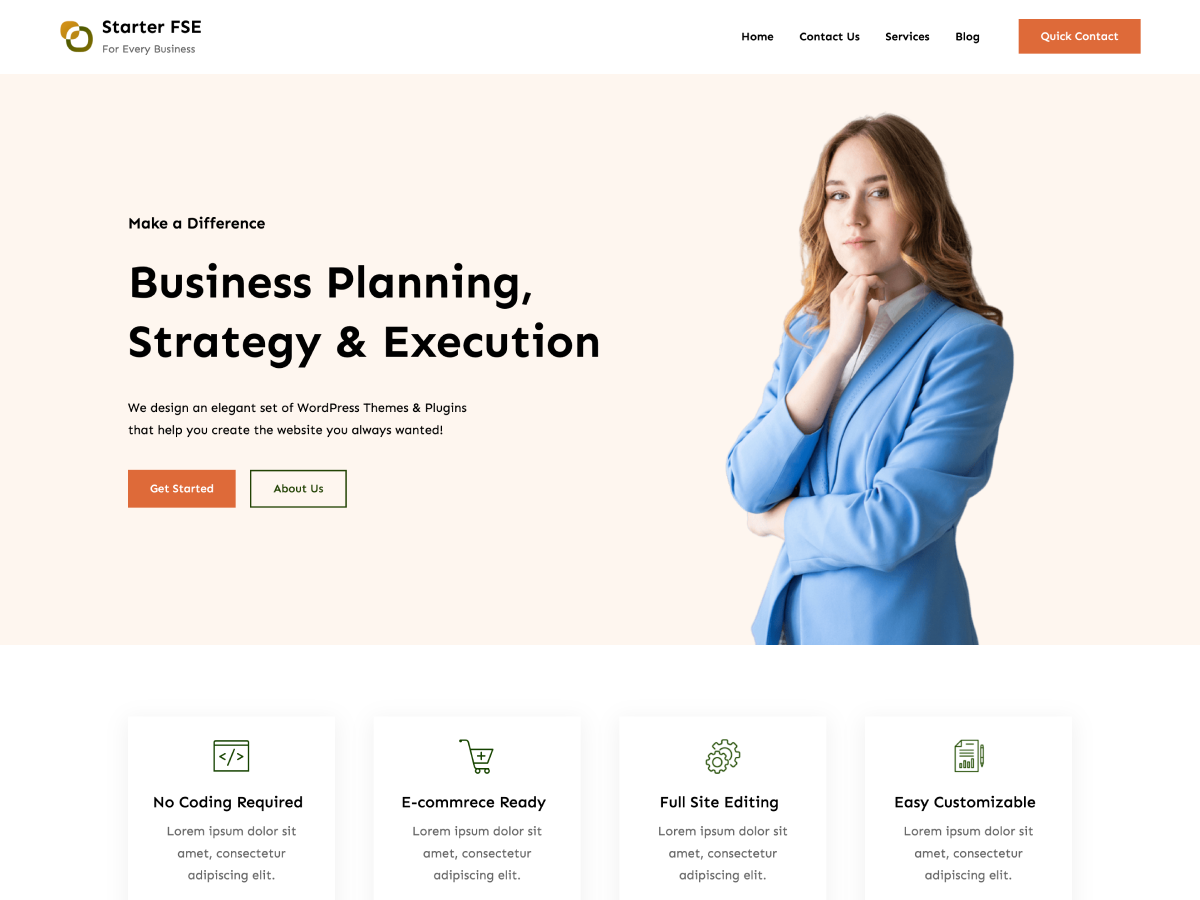 Starter FSE
For Every Business
Home
Contact Us
Services
Blog
Quick Contact
Make a Difference
Business Planning,
Strategy & Execution
We design an elegant set of WordPress Themes & Plugins
that help you create the website you always wanted!
Get Started
About Us
</>
No Coding Required
Lorem ipsum dolor sit
amet, consectetur
adipiscing elit.
E-commrece Ready
Lorem ipsum dolor sit
amet, consectetur
adipiscing elit.
Full Site Editing
Lorem ipsum dolor sit
amet, consectetur
adipiscing elit.
Easy Customizable
Lorem ipsum dolor sit
amet, consectetur
adipiscing elit.